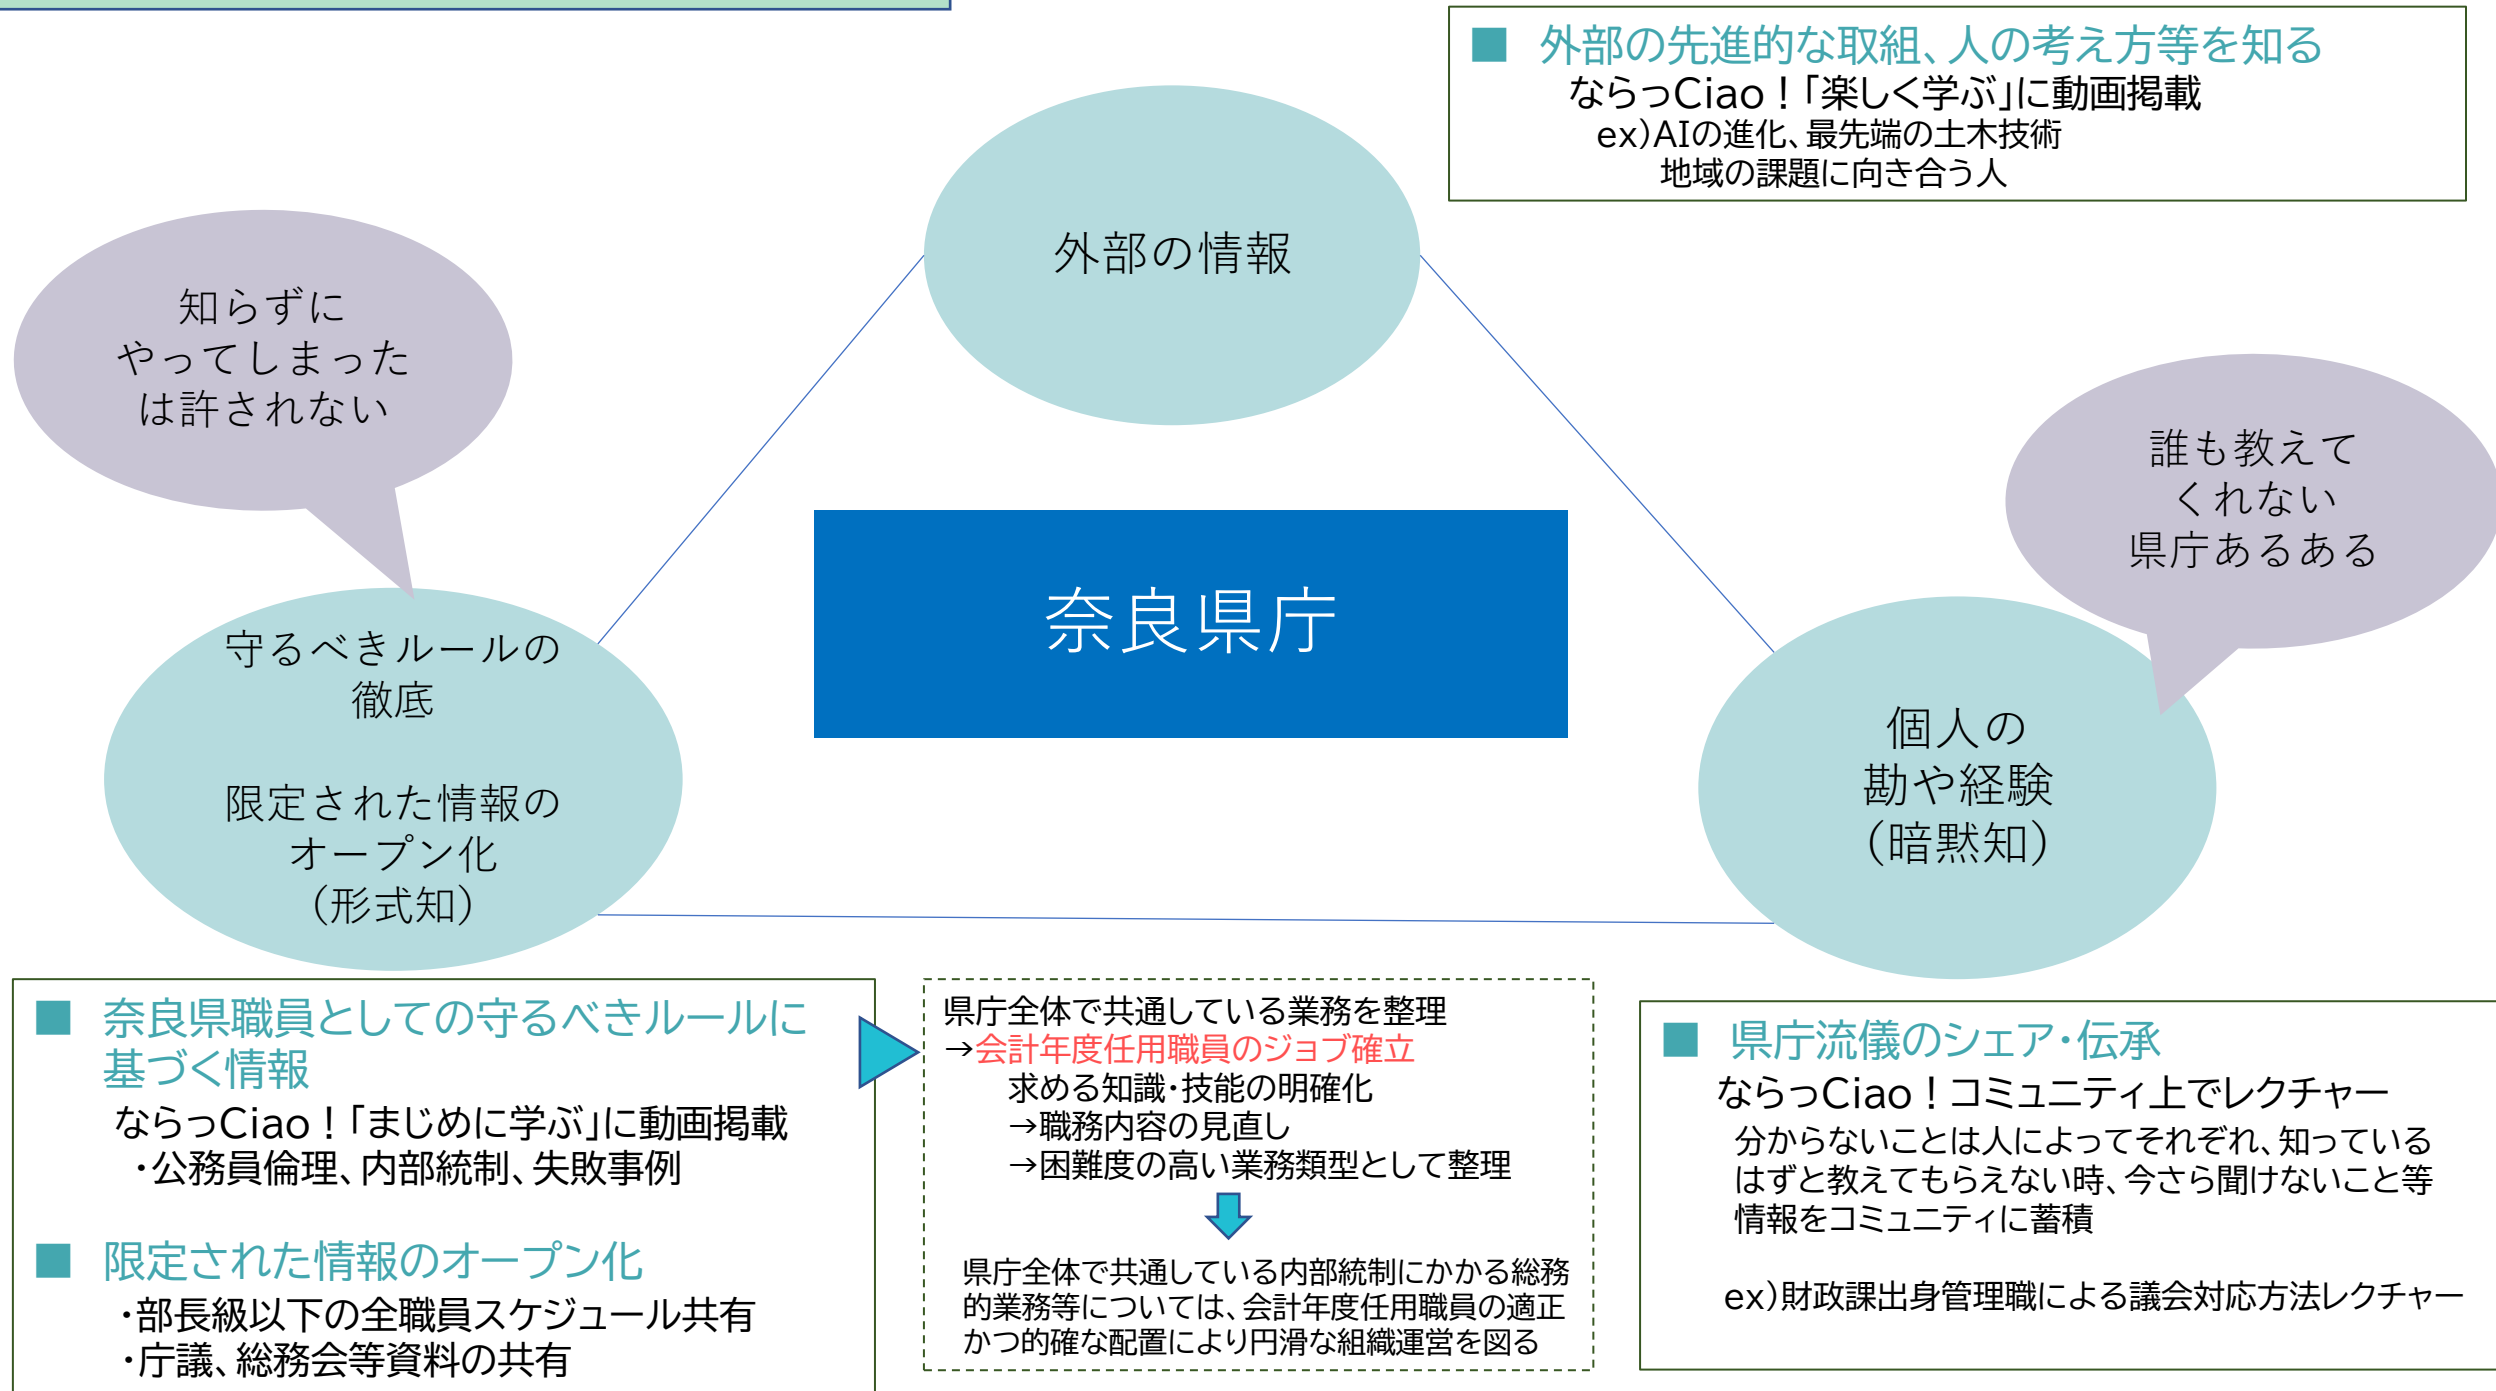 ■ 外部の先進的な取組、人の考え方等を知る
ならっCiao！「楽しく学ぶ」に動画掲載
ex)AIの進化、最先端の土木技術
地域の課題に向き合う人
外部の情報
知らずに
やってしまった
は許されない
誰も教えて
くれない
県庁あるある
奈良県庁
守るべきルールの
徹底
限定された情報の
オープン化
（形式知）
個人の
勘や経験
（暗黙知）
■ 奈良県職員としての守るべきルールに
基づく情報
ならっCiao！「まじめに学ぶ」に動画掲載
・公務員倫理、内部統制、失敗事例
■ 限定された情報のオープン化
・部長級以下の全職員スケジュール共有
・庁議、総務会等資料の共有
県庁全体で共通している業務を整理
→会計年度任用職員のジョブ確立
求める知識・技能の明確化
→職務内容の見直し
→困難度の高い業務類型として整理
県庁全体で共通している内部統制にかかる総務
的業務等については、会計年度任用職員の適正
かつ的確な配置により円滑な組織運営を図る
■ 県庁流儀のシェア・伝承
ならっCiao！コミュニティ上でレクチャー
分からないことは人によってそれぞれ、知っている
はずと教えてもらえない時、今さら聞けないこと等
情報をコミュニティに蓄積
ex)財政課出身管理職による議会対応方法レクチャー